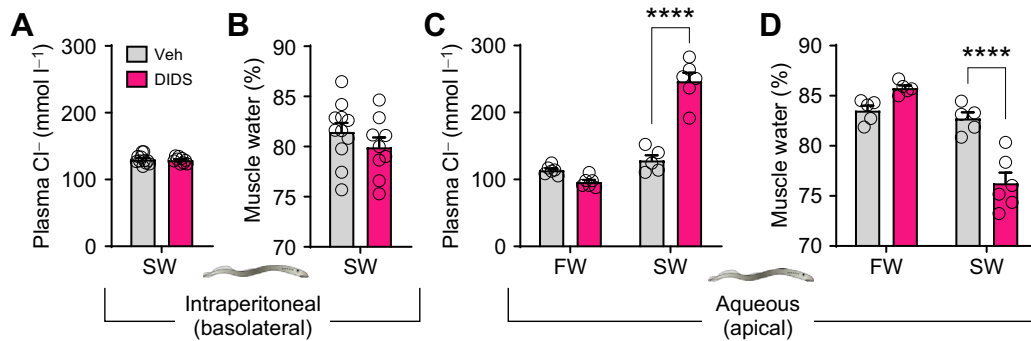 A
Plasma Cl⁻ (mmol l⁻¹)
300
200
100
0
Veh
DIDS
SW
B
Muscle water (%)
90
85
80
75
70
SW
Intraperitoneal
(basolateral)
C
Plasma Cl⁻ (mmol l⁻¹)
300
200
100
0
****
FW
SW
D
Muscle water (%)
90
85
80
75
70
****
FW
SW
Aqueous
(apical)